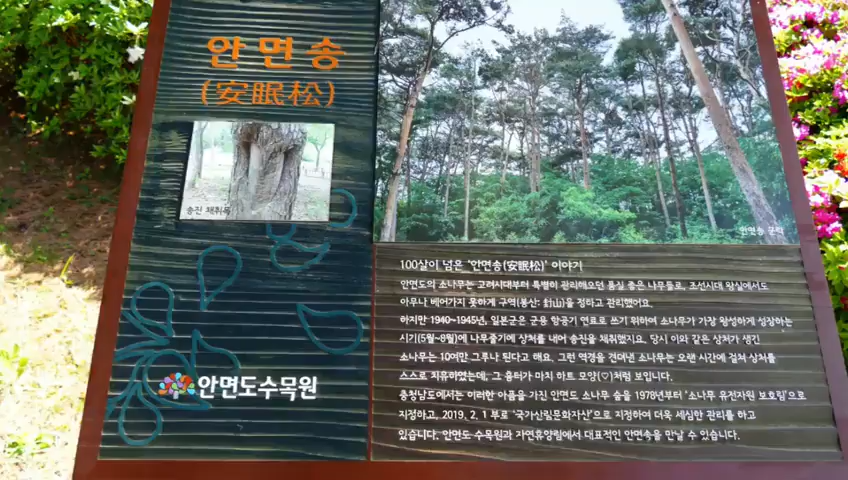 안면송
(安眠松)
송진 채취목
안면도수목원
안면송 군락
100살이 넘은 '안면송(安眠松)' 이야기
안면도의 소나무는 고려시대부터 특별히 관리해오던 품질 좋은 나무들로, 조선시대 왕실에서도
아무나 베어가지 못하게 구역(봉산: 封山)을 정하고 관리했어요.
하지만 1940~1945년, 일본군은 군용 항공기 연료로 쓰기 위하여 소나무가 가장 왕성하게 성장하는
시기(5월~8월)에 나무줄기에 상처를 내어 송진을 채취했지요. 당시 이와 같은 상처가 생긴
소나무는 10여만 그루나 된다고 해요. 그런 역경을 견뎌낸 소나무는 오랜 시간에 걸쳐 상처를
스스로 치유하였는데, 그 흉터가 마치 하트 모양(♡)처럼 보입니다.
충청남도에서는 이러한 아픔을 가진 안면도 소나무 숲을 1978년부터 '소나무 유전자원 보호림'으로
지정하고, 2019. 2. 1 부로 '국가산림문화자산'으로 지정하여 더욱 세심한 관리를 하고
있습니다. 안면도 수목원과 자연휴양림에서 대표적인 안면송을 만날 수 있습니다.